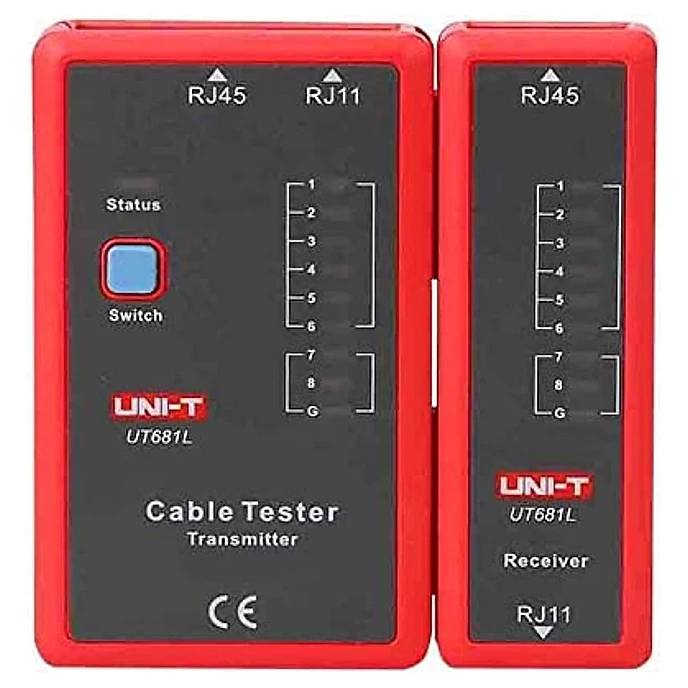 RJ45 RJ11
Status
Switch
1
2
3
4
5
6
7
8
G
UNI-T
UT681L
Cable Tester
Transmitter
CE
RJ45
1
2
3
4
5
6
7
8
G
UNI-T
UT681L
Receiver
RJ11